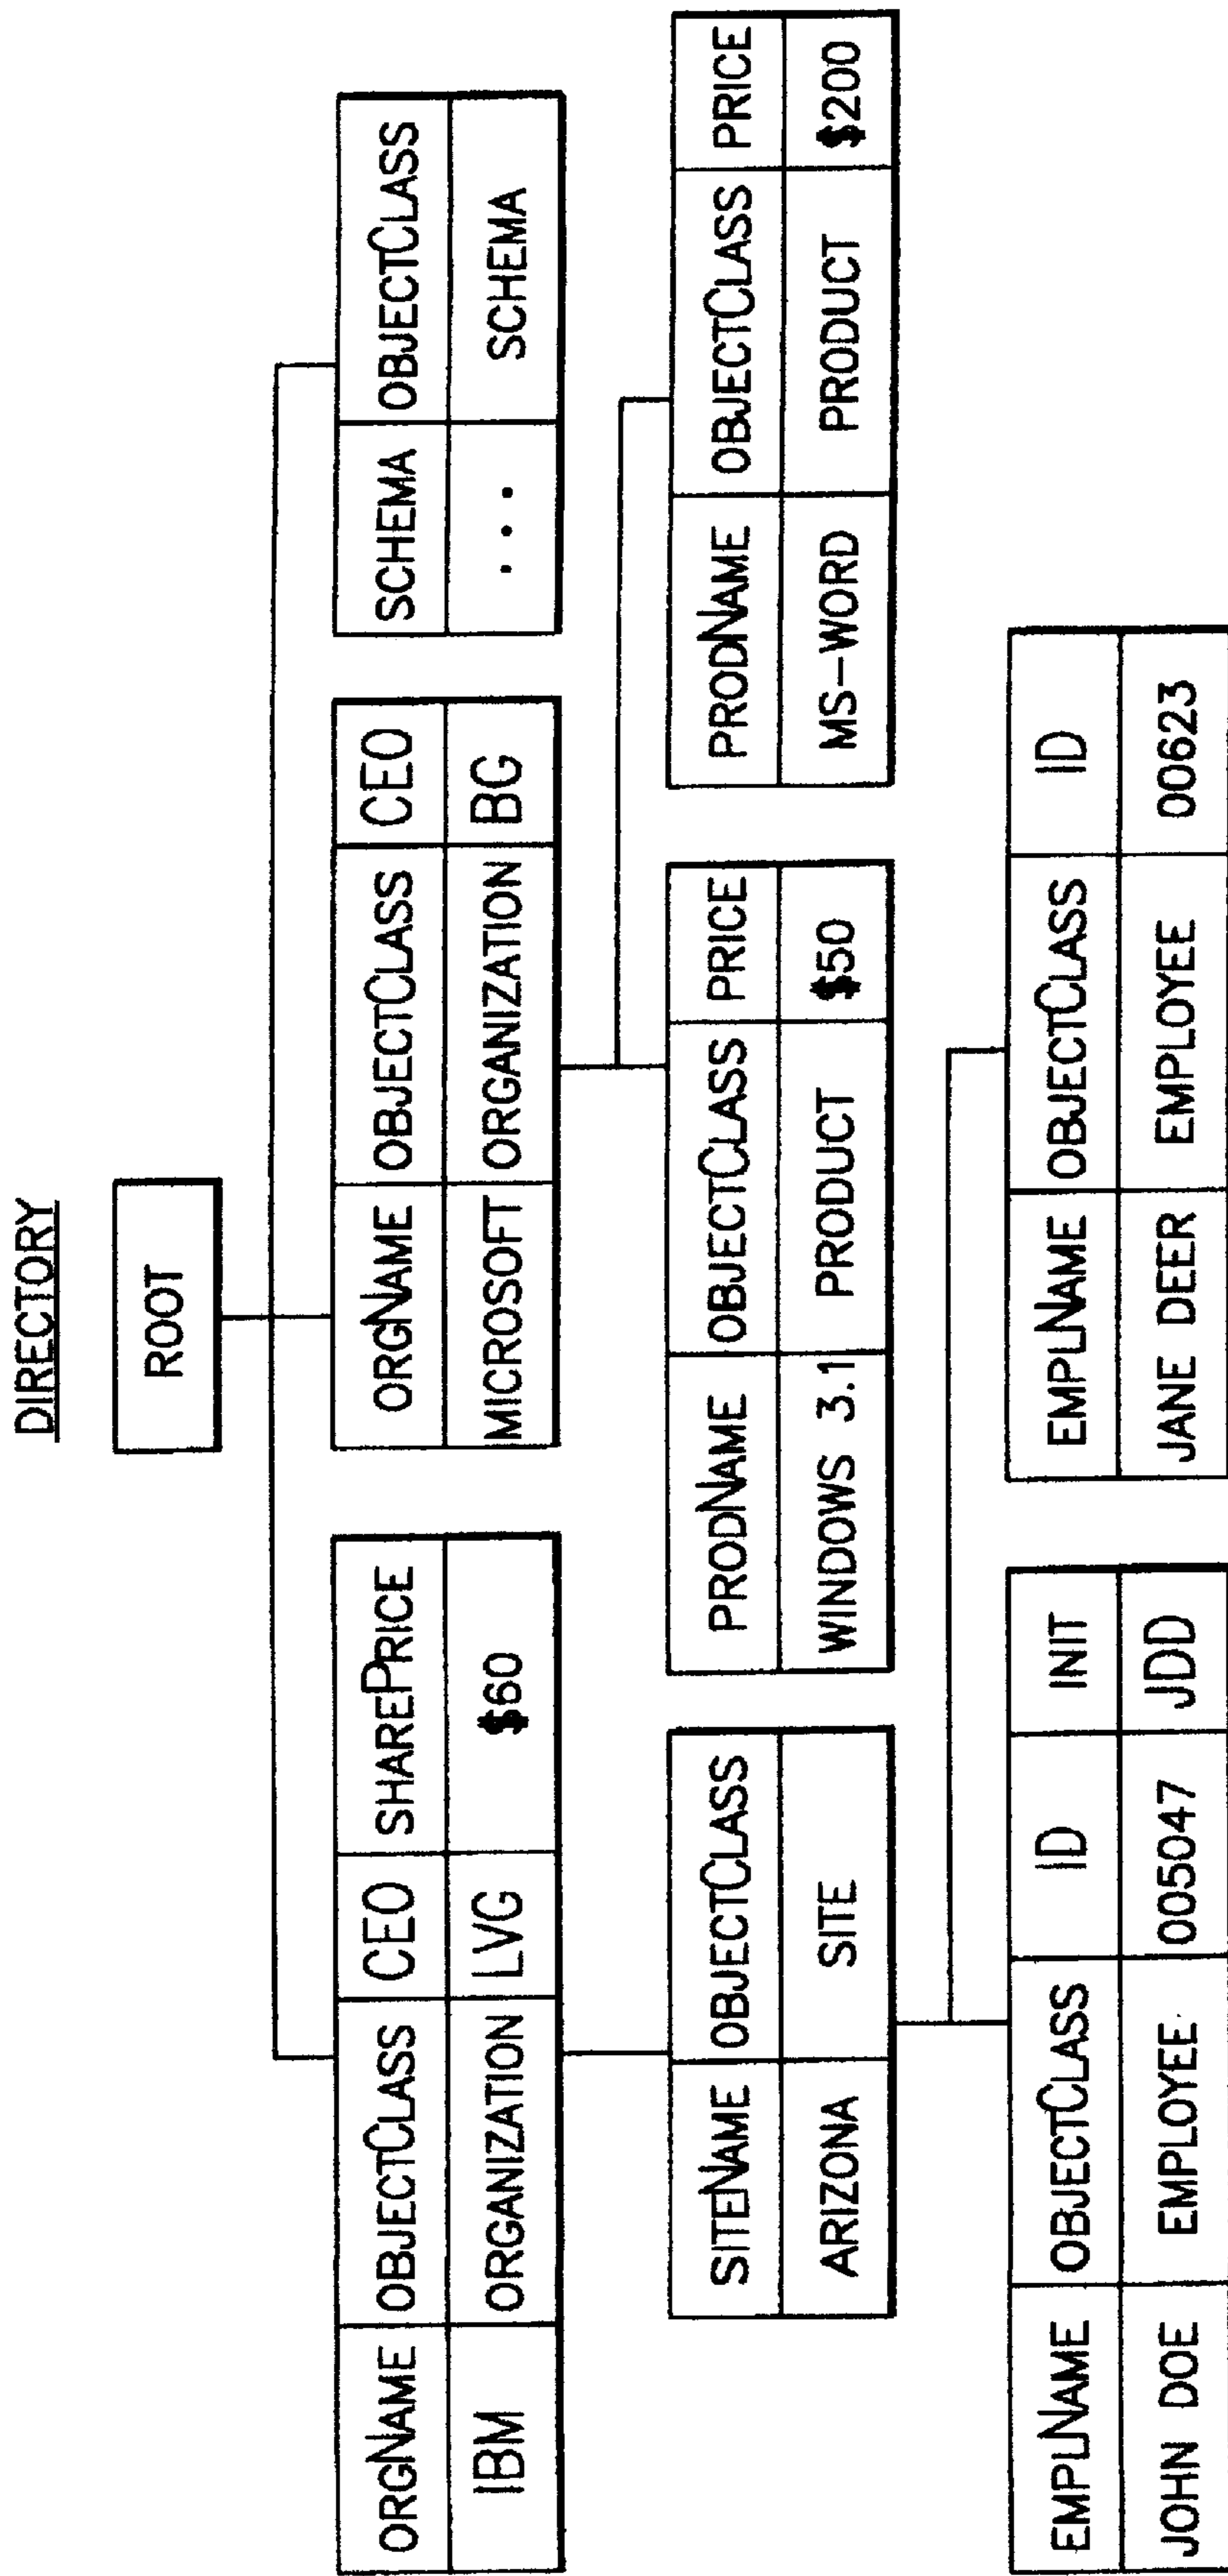 DIRECTORY
ROOT
ORGNAME OBJECTCLASS CEO SHAREPRICE
IBM ORGANIZATION LVG $60
ORGNAME OBJECTCLASS CEO
MICROSOFT ORGANIZATION BG
SCHEMA OBJECTCLASS
... SCHEMA
SITENAME OBJECTCLASS
ARIZONA SITE
PRODNAME OBJECTCLASS PRICE
WINDOWS 3.1 PRODUCT $50
PRODNAME OBJECTCLASS PRICE
MS-WORD PRODUCT $200
EMPLNAME OBJECTCLASS ID INIT
JOHN DOE EMPLOYEE 005047 JDD
EMPLNAME OBJECTCLASS ID
JANE DEER EMPLOYEE 00623